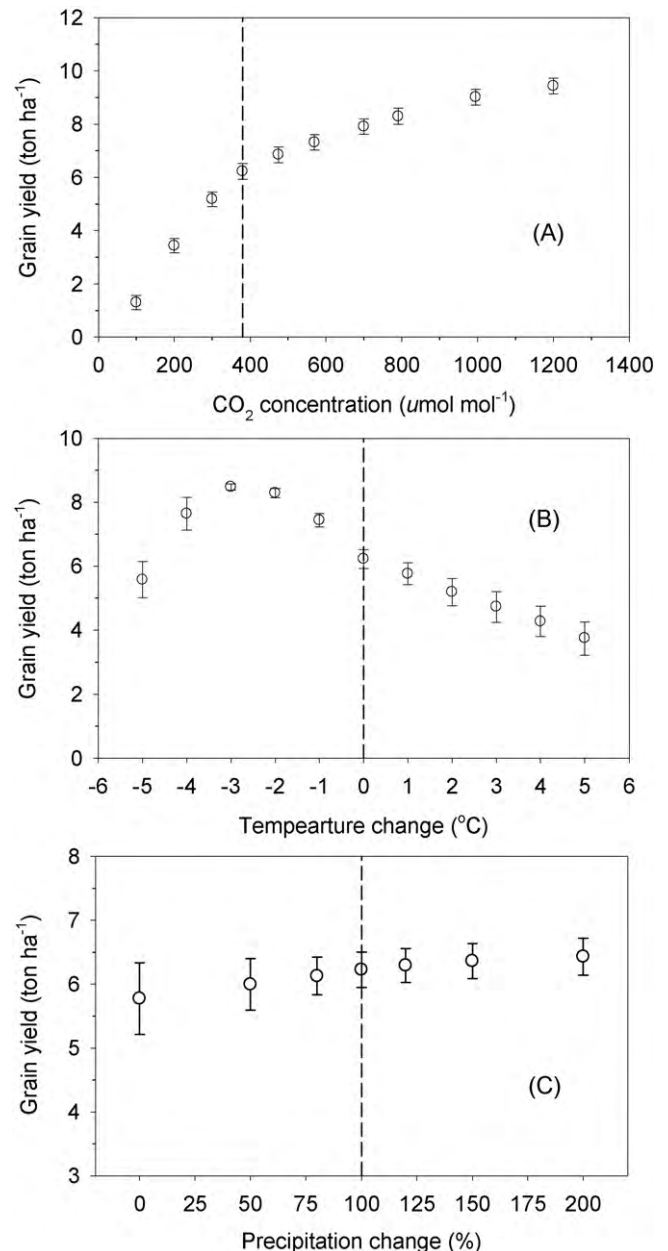 12
10
8
6
4
2
0
Grain yield (ton ha⁻¹)
(A)
0 200 400 600 800 1000 1200 1400
CO₂ concentration (umol mol⁻¹)
10
8
6
4
2
0
Grain yield (ton ha⁻¹)
(B)
-6 -5 -4 -3 -2 -1 0 1 2 3 4 5 6
Tempearture change (°C)
8
7
6
5
4
3
Grain yield (ton ha⁻¹)
(C)
0 25 50 75 100 125 150 175 200
Precipitation change (%)